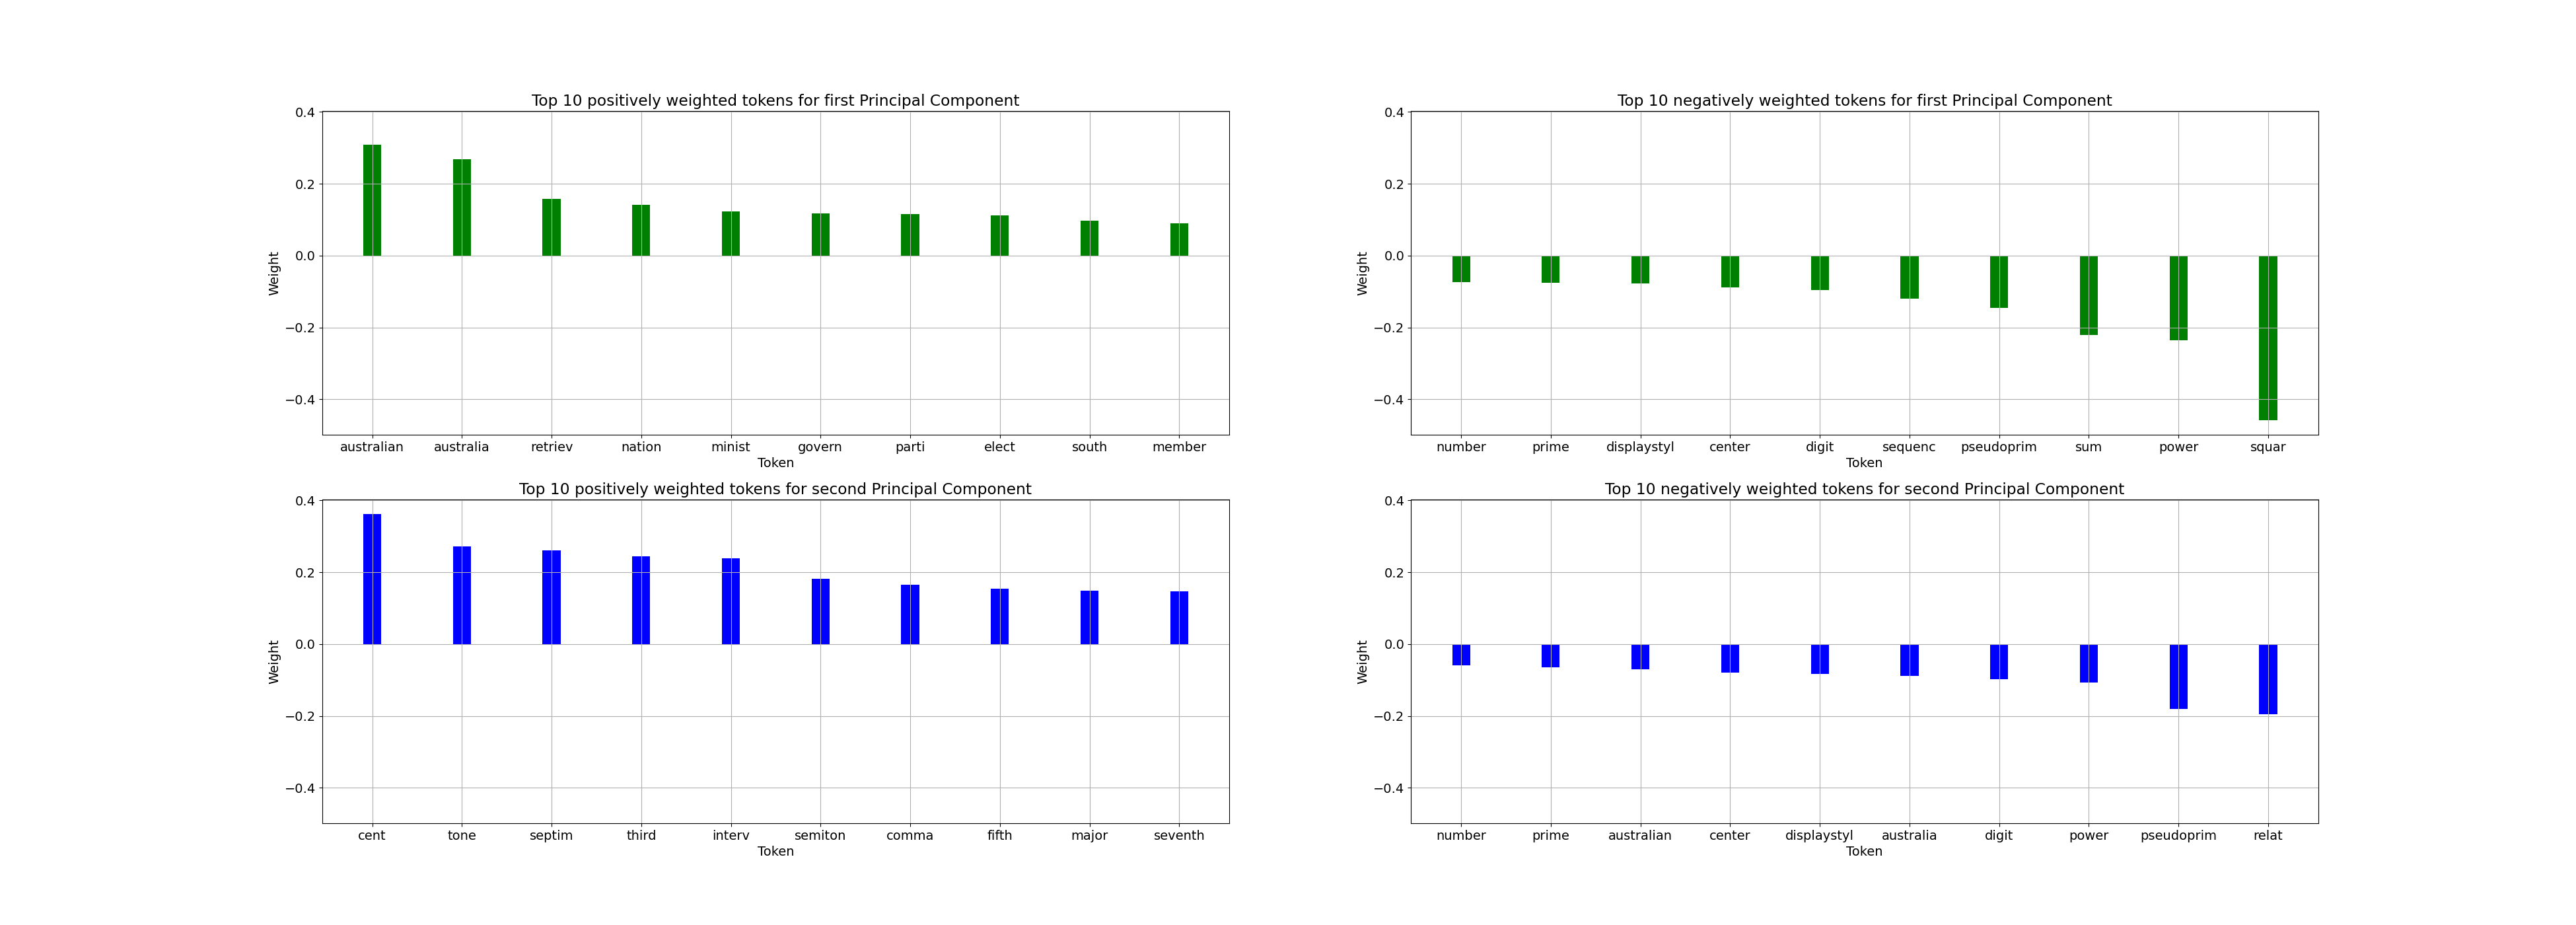 Top 10 positively weighted tokens for first Principal Component
0.4
0.2
0.0
−0.2
−0.4
Weight
australian australia retriev nation minist govern parti elect south member
Token
Top 10 negatively weighted tokens for first Principal Component
0.4
0.2
0.0
−0.2
−0.4
Weight
number prime displaystyl center digit sequenc pseudoprim sum power squar
Token
Top 10 positively weighted tokens for second Principal Component
0.4
0.2
0.0
−0.2
−0.4
Weight
cent tone septim third interv semiton comma fifth major seventh
Token
Top 10 negatively weighted tokens for second Principal Component
0.4
0.2
0.0
−0.2
−0.4
Weight
number prime australian center displaystyl australia digit power pseudoprim relat
Token